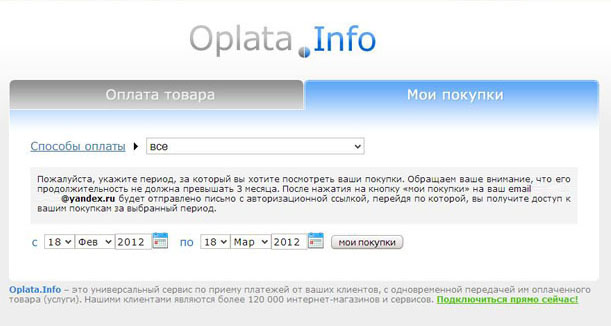 Oplata.Info
Оплата товара Мои покупки
Способы оплаты все
Пожалуйста, укажите период, за который вы хотите посмотреть ваши покупки. Обращаем ваше внимание, что его
продолжительность не должна превышать 3 месяца. После нажатия на кнопку «мои покупки» на ваш email
@yandex.ru будет отправлено письмо с авторизационной ссылкой, перейдя по которой, вы получите доступ к
вашим покупкам за выбранный период.
с 18 Фев 2012 по 18 Мар 2012 мои покупки
Oplata.Info – это универсальный сервис по приему платежей от ваших клиентов, с одновременной передачей им оплаченного
товара (услуги). Нашими клиентами являются более 120 000 интернет-магазинов и сервисов. Подключиться прямо сейчас!